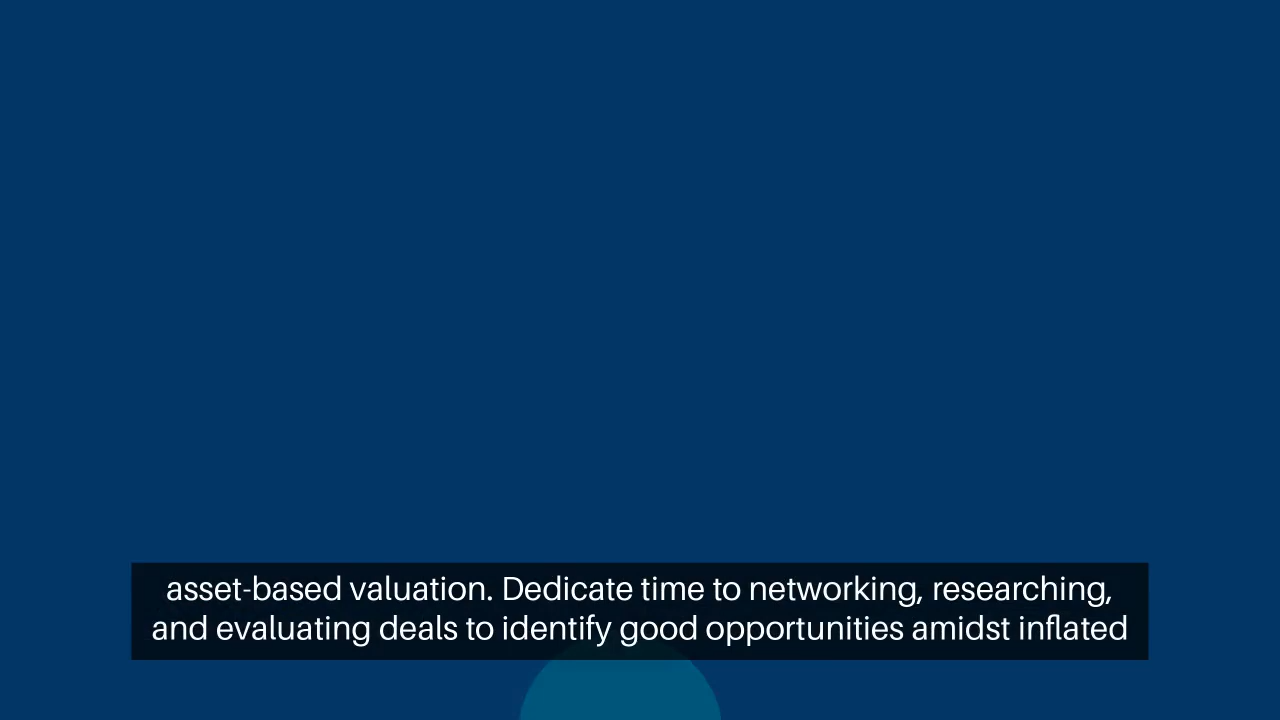 asset-based valuation. Dedicate time to networking, researching,
and evaluating deals to identify good opportunities amidst inflated